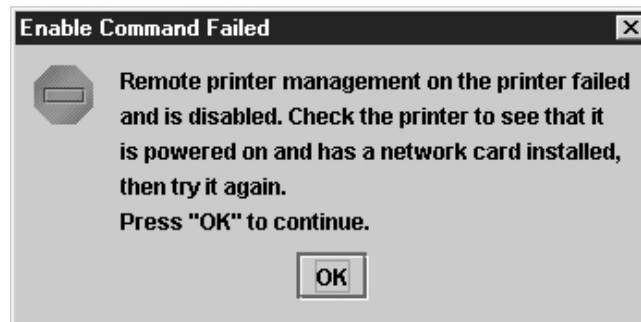 Enable Command Failed
Remote printer management on the printer failed
and is disabled. Check the printer to see that it
is powered on and has a network card installed,
then try it again.
Press "OK" to continue.
OK